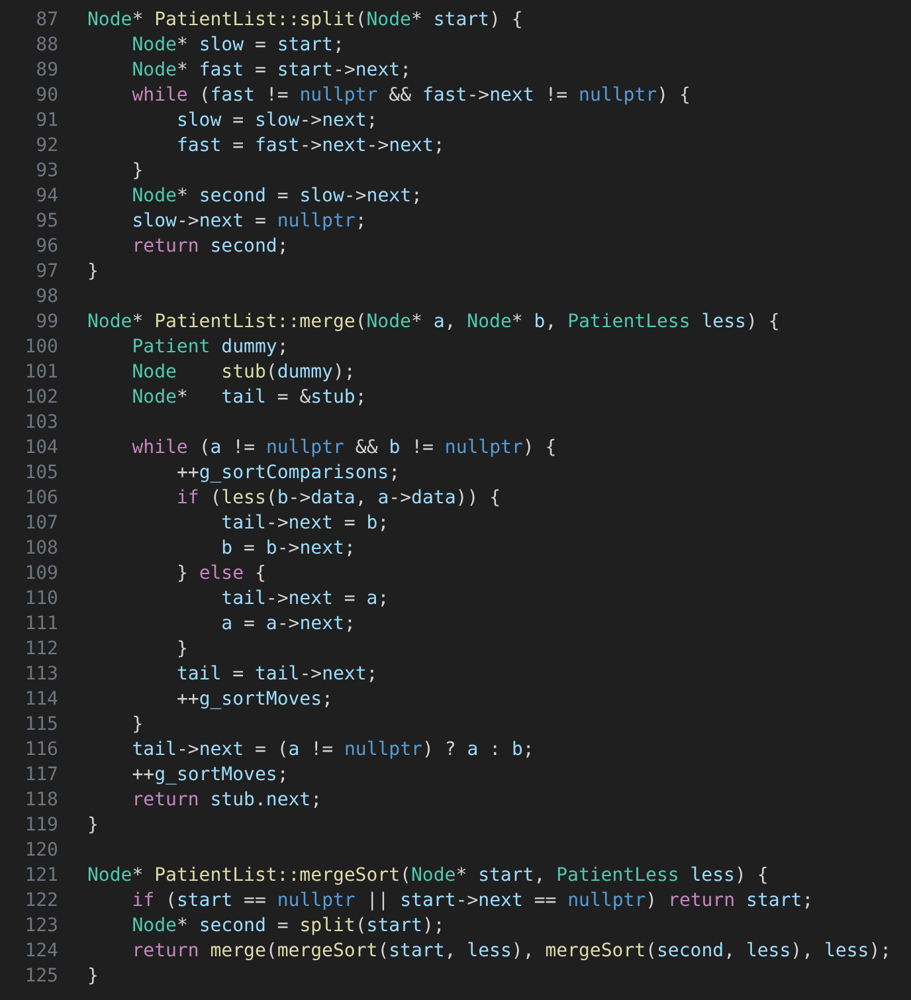 87 Node* PatientList::split(Node* start) {
88     Node* slow = start;
89     Node* fast = start->next;
90     while (fast != nullptr && fast->next != nullptr) {
91         slow = slow->next;
92         fast = fast->next->next;
93     }
94     Node* second = slow->next;
95     slow->next = nullptr;
96     return second;
97 }
98
99 Node* PatientList::merge(Node* a, Node* b, PatientLess less) {
100     Patient dummy;
101     Node    stub(dummy);
102     Node*   tail = &stub;
103
104     while (a != nullptr && b != nullptr) {
105         ++g_sortComparisons;
106         if (less(b->data, a->data)) {
107             tail->next = b;
108             b = b->next;
109         } else {
110             tail->next = a;
111             a = a->next;
112         }
113         tail = tail->next;
114         ++g_sortMoves;
115     }
116     tail->next = (a != nullptr) ? a : b;
117     ++g_sortMoves;
118     return stub.next;
119 }
120
121 Node* PatientList::mergeSort(Node* start, PatientLess less) {
122     if (start == nullptr || start->next == nullptr) return start;
123     Node* second = split(start);
124     return merge(mergeSort(start, less), mergeSort(second, less), less);
125 }